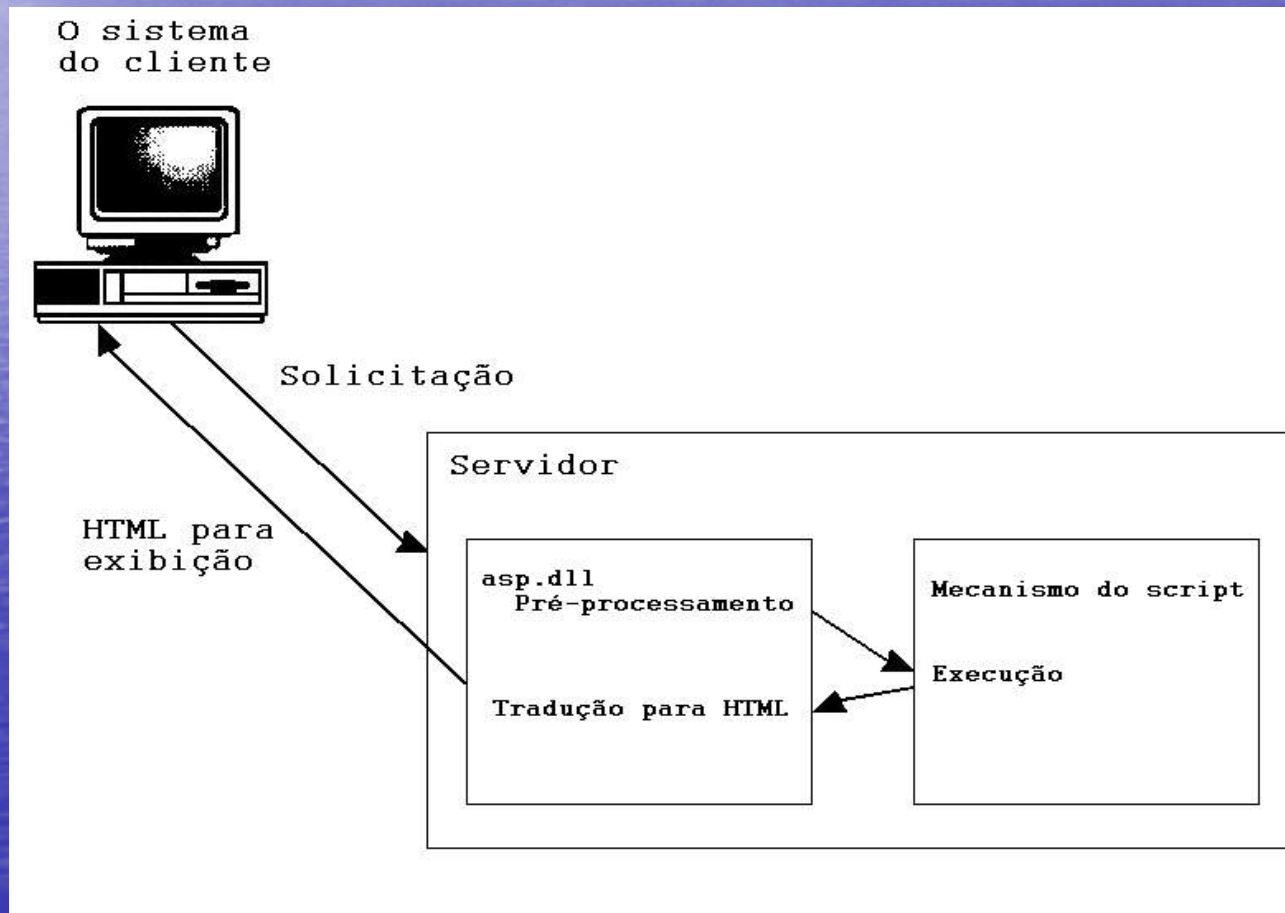 O sistema
do cliente
Solicitação
Servidor
HTML para
exibição
asp.dll
Pré-processamento
Tradução para HTML
Mecanismo do script
Execução